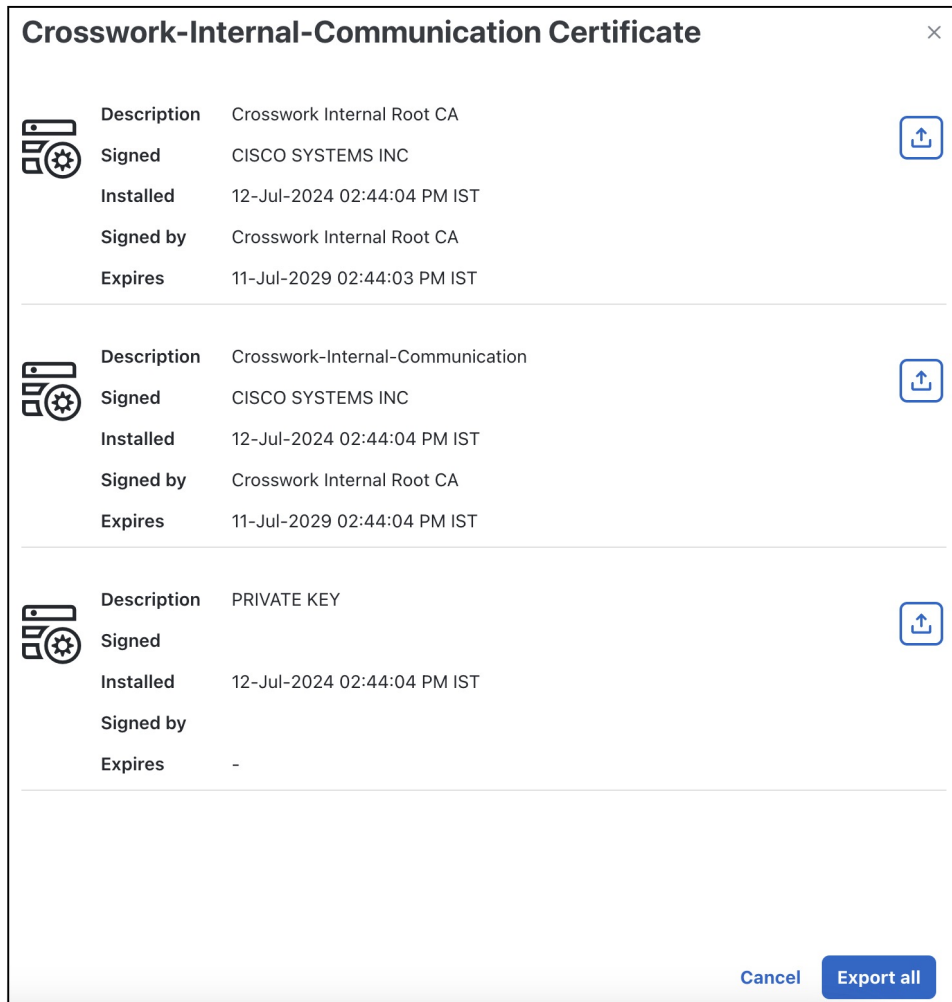 Crosswork-Internal-Communication Certificate
Description Crosswork Internal Root CA
Signed CISCO SYSTEMS INC
Installed 12-Jul-2024 02:44:04 PM IST
Signed by Crosswork Internal Root CA
Expires 11-Jul-2029 02:44:03 PM IST
Description Crosswork-Internal-Communication
Signed CISCO SYSTEMS INC
Installed 12-Jul-2024 02:44:04 PM IST
Signed by Crosswork Internal Root CA
Expires 11-Jul-2029 02:44:04 PM IST
Description PRIVATE KEY
Signed
Installed 12-Jul-2024 02:44:04 PM IST
Signed by
Expires -
Cancel Export all